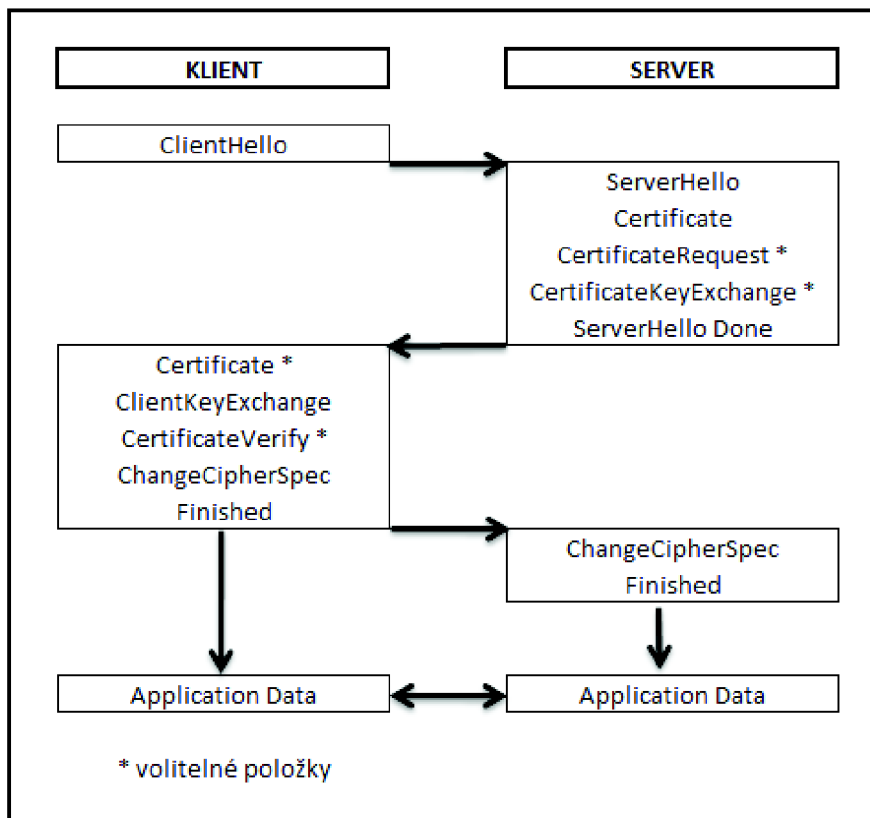 KLIENT
SERVER
ClientHello
ServerHello
Certificate
CertificateRequest *
CertificateKeyExchange *
ServerHello Done
Certificate *
ClientKeyExchange
CertificateVerify *
ChangeCipherSpec
Finished
ChangeCipherSpec
Finished
Application Data
Application Data
* volitelné položky